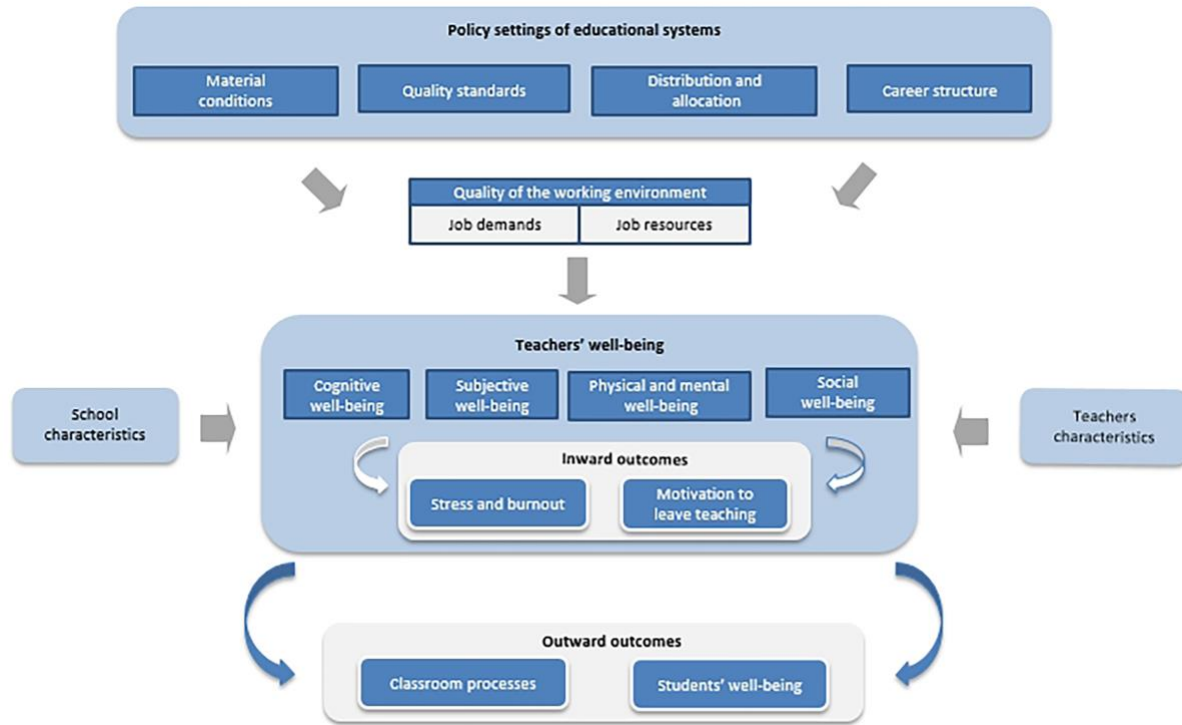 Policy settings of educational systems
Material
conditions
Quality standards
Distribution and
allocation
Career structure
Quality of the working environment
Job demands
Job resources
Teachers’ well-being
Cognitive
well-being
Subjective
well-being
Physical and mental
well-being
Social
well-being
School
characteristics
Teachers
characteristics
Inward outcomes
Stress and burnout
Motivation to
leave teaching
Outward outcomes
Classroom processes
Students’ well-being